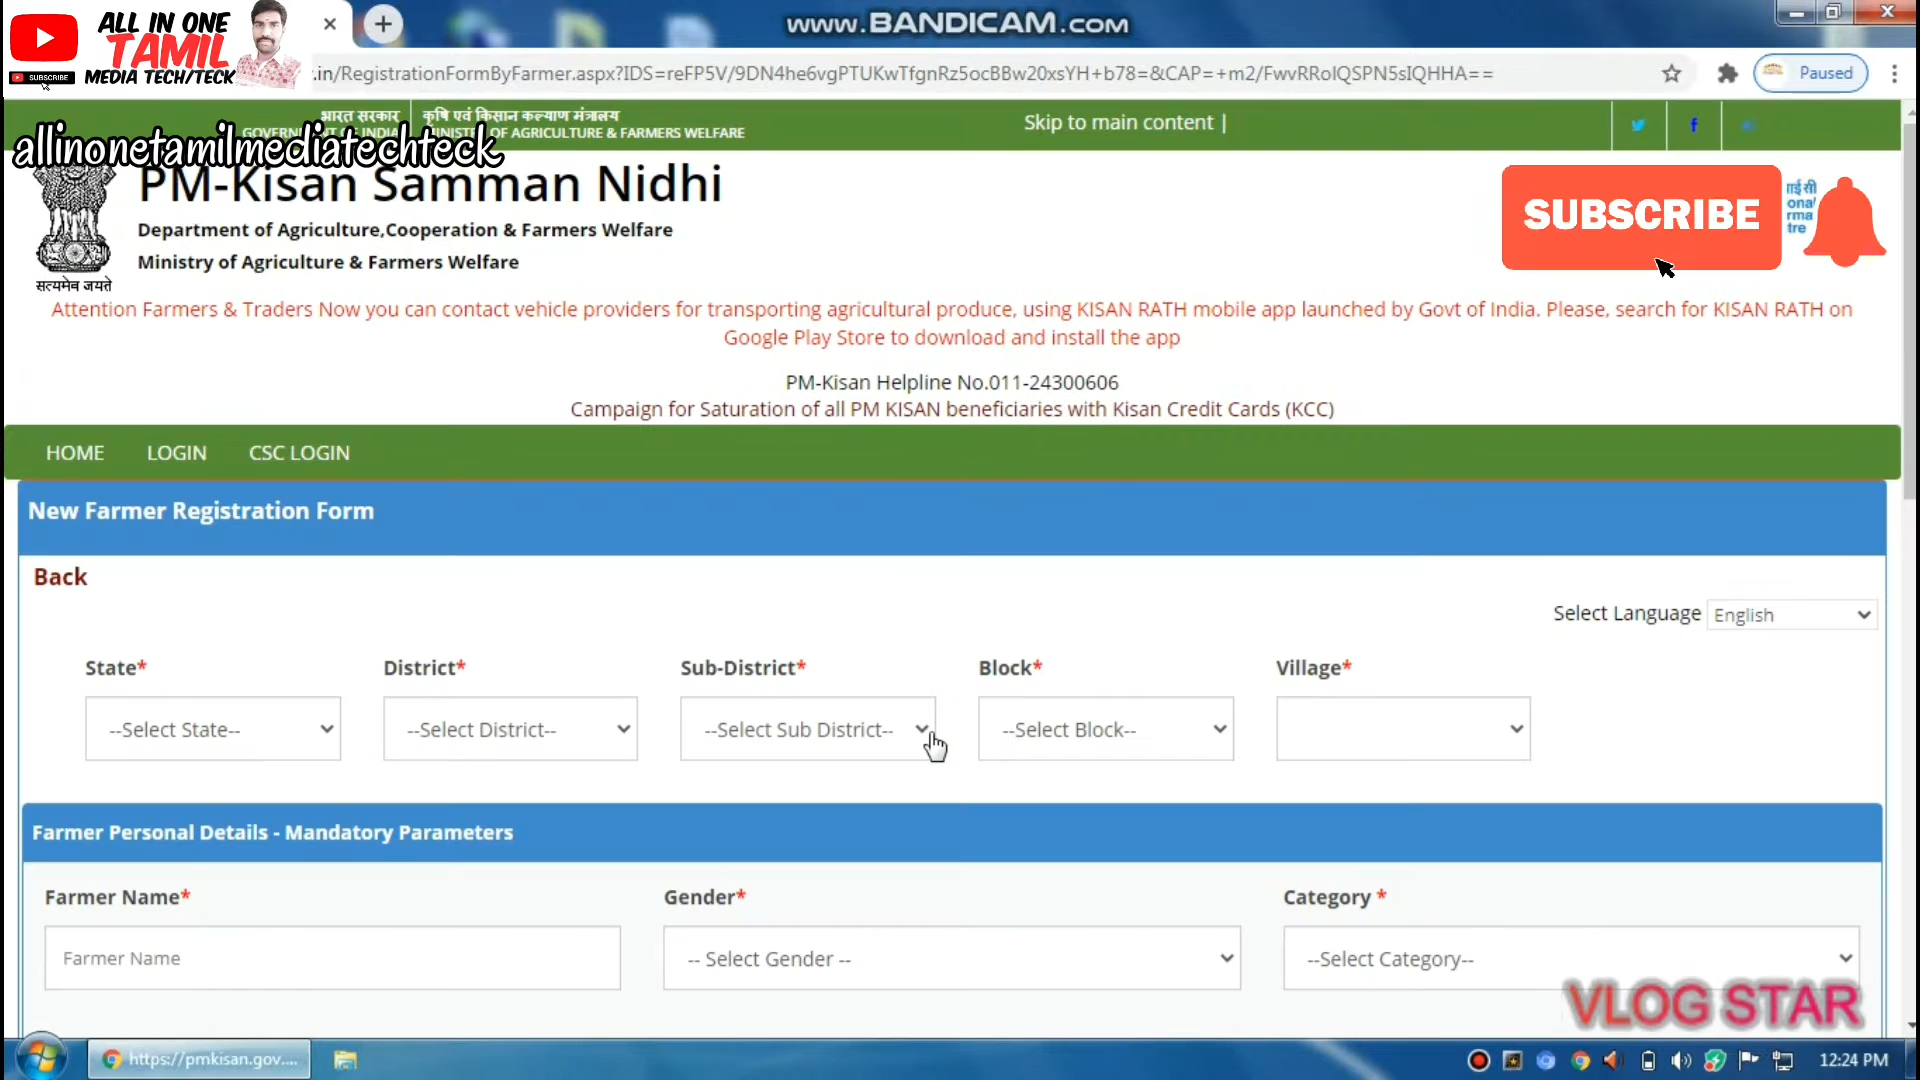 ALL IN ONE
TAMIL
MEDIA TECH/TECK
SUBSCRIBE
www.BANDICAM.com
.in/RegistrationFormByFarmer.aspx?IDS=reFP5V/9DN4he6vgPTUKwTfgnRz5ocBBw20xsYH+b78=&CAP=+m2/FwvRRolQSPN5sIQHHA==
Paused
भारत सरकार
कृषि एवं किसान कल्याण मंत्रालय
GOVERNMENT OF INDIA
MINISTRY OF AGRICULTURE & FARMERS WELFARE
Skip to main content |
allinonetamilmediatechteck
PM-Kisan Samman Nidhi
Department of Agriculture,Cooperation & Farmers Welfare
Ministry of Agriculture & Farmers Welfare
सत्यमेव जयते
SUBSCRIBE
Attention Farmers & Traders Now you can contact vehicle providers for transporting agricultural produce, using KISAN RATH mobile app launched by Govt of India. Please, search for KISAN RATH on
Google Play Store to download and install the app
PM-Kisan Helpline No.011-24300606
Campaign for Saturation of all PM KISAN beneficiaries with Kisan Credit Cards (KCC)
HOME LOGIN CSC LOGIN
New Farmer Registration Form
Back
Select Language English
State* District* Sub-District* Block* Village*
--Select State-- --Select District-- --Select Sub District-- --Select Block--
Farmer Personal Details - Mandatory Parameters
Farmer Name* Gender* Category *
Farmer Name -- Select Gender -- --Select Category--
VLOG STAR
https://pmkisan.gov....
12:24 PM